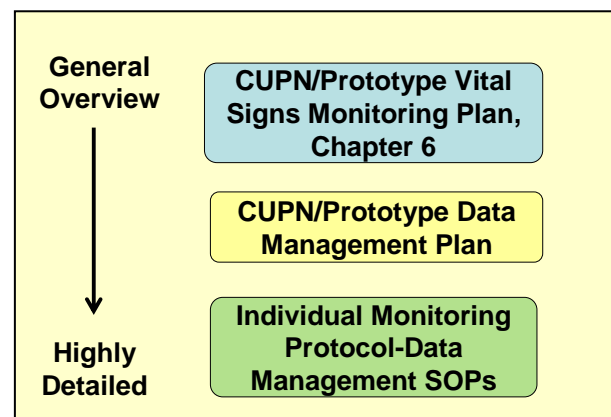 General
Overview
CUPN/Prototype Vital
Signs Monitoring Plan,
Chapter 6
CUPN/Prototype Data
Management Plan
Individual Monitoring
Protocol-Data
Management SOPs
Highly
Detailed